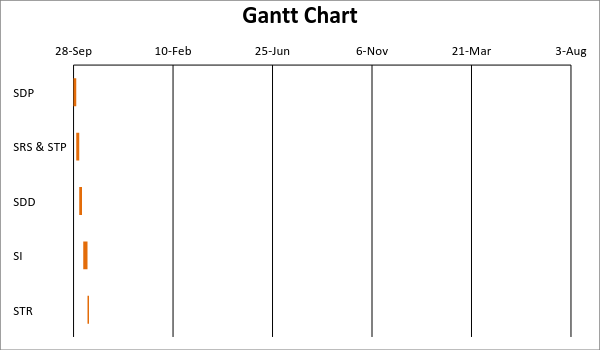 Gantt Chart
28-Sep 10-Feb 25-Jun 6-Nov 21-Mar 3-Aug
SDP
SRS & STP
SDD
SI
STR